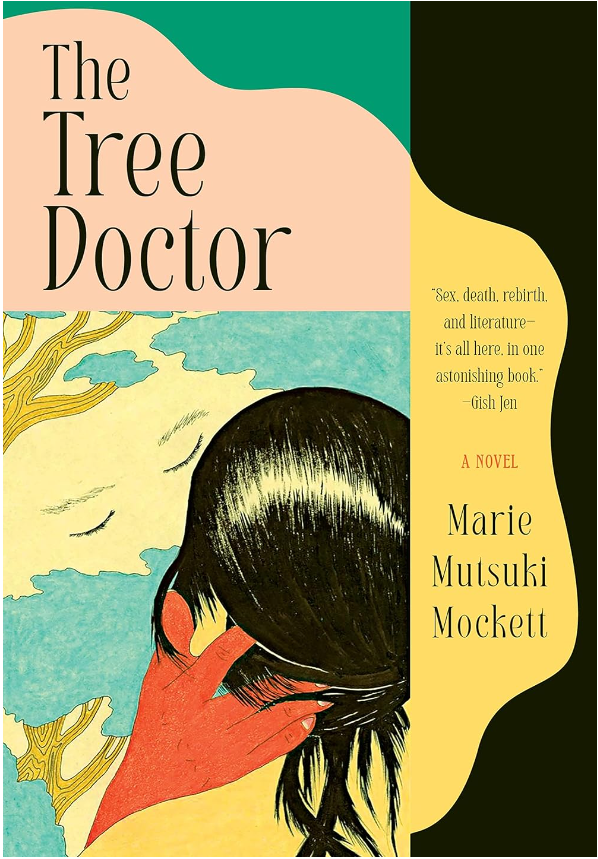 The
Tree
Doctor
“Sex, death, rebirth,
and literature—
it’s all here, in one
astonishing book.”
—Gish Jen
A NOVEL
Marie
Mutsuki
Mockett